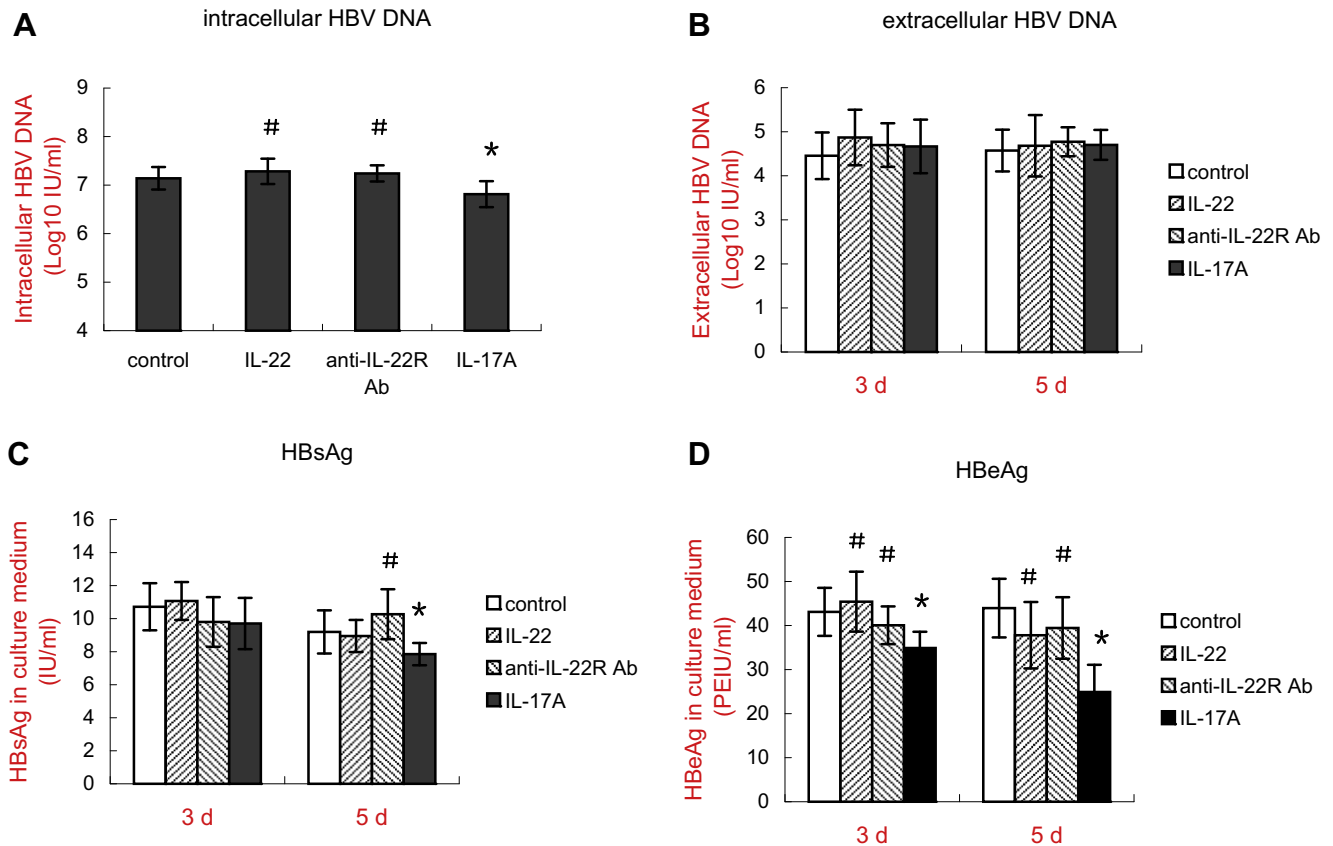 A
intracellular HBV DNA
Intracellular HBV DNA
(Log10 IU/ml)
9
8
7
6
5
4
#
#
*
control
IL-22
anti-IL-22R
Ab
IL-17A
B
extracellular HBV DNA
Extracellular HBV DNA
(Log10 IU/ml)
6
5
4
3
2
1
0
3 d
5 d
control
IL-22
anti-IL-22R Ab
IL-17A
C
HBsAg
HBsAg in culture medium
(IU/ml)
16
14
12
10
8
6
4
2
0
#
*
3 d
5 d
control
IL-22
anti-IL-22R Ab
IL-17A
D
HBeAg
HBeAg in culture medium
(PEIU/ml)
60
50
40
30
20
10
0
#
#
*
#
#
*
3 d
5 d
control
IL-22
anti-IL-22R Ab
IL-17A